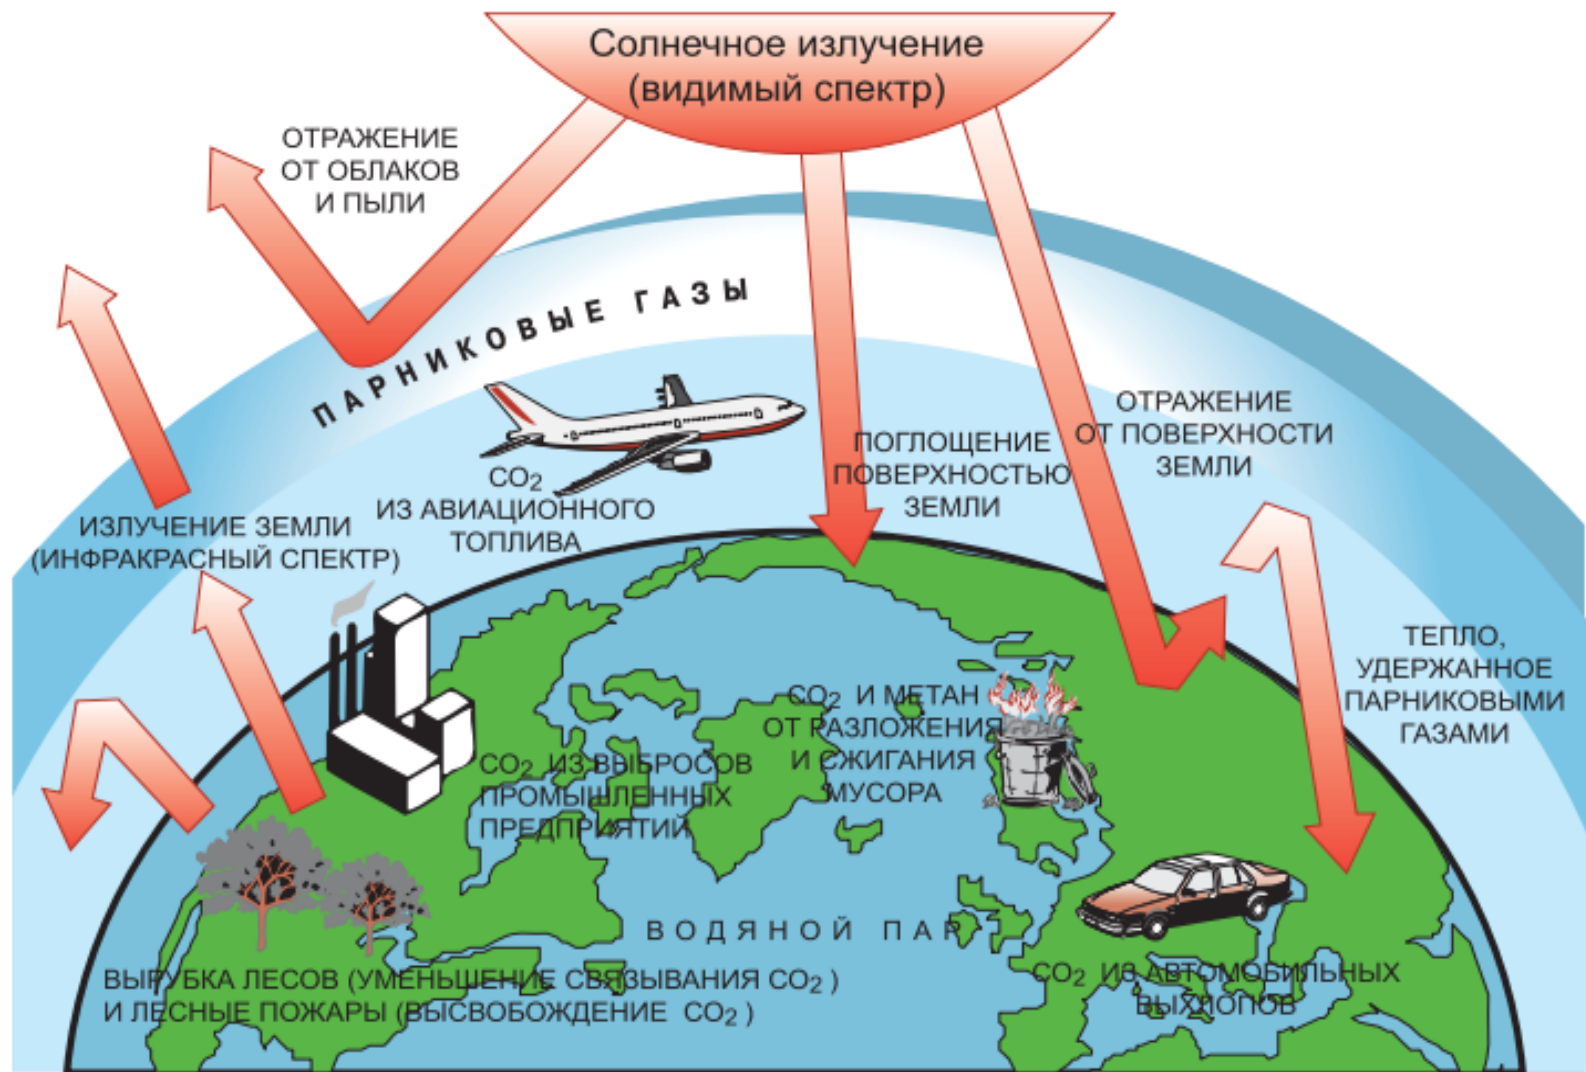 Солнечное излучение
(видимый спектр)
ОТРАЖЕНИЕ
ОТ ОБЛАКОВ
И ПЫЛИ
ПАРНИКОВЫЕ ГАЗЫ
ОТРАЖЕНИЕ
ОТ ПОВЕРХНОСТИ
ЗЕМЛИ
ПОГЛОЩЕНИЕ
ПОВЕРХНОСТЬЮ
ЗЕМЛИ
CO2
ИЗ АВИАЦИОННОГО
ТОПЛИВА
ИЗЛУЧЕНИЕ ЗЕМЛИ
(ИНФРАКРАСНЫЙ СПЕКТР)
ТЕПЛО,
УДЕРЖАННОЕ
ПАРНИКОВЫМИ
ГАЗАМИ
CO2 И МЕТАН
ОТ РАЗЛОЖЕНИЯ
И СЖИГАНИЯ
МУСОРА
CO2 ИЗ ВЫБРОСОВ
ПРОМЫШЛЕННЫХ
ПРЕДПРИЯТИЙ
ВОДЯНОЙ ПАР
ВЫРУБКА ЛЕСОВ (УМЕНЬШЕНИЕ СВЯЗЫВАНИЯ CO2 )
И ЛЕСНЫЕ ПОЖАРЫ (ВЫСВОБОЖДЕНИЕ CO2 )
CO2 ИЗ АВТОМОБИЛЬНЫХ
ВЫХЛОПОВ